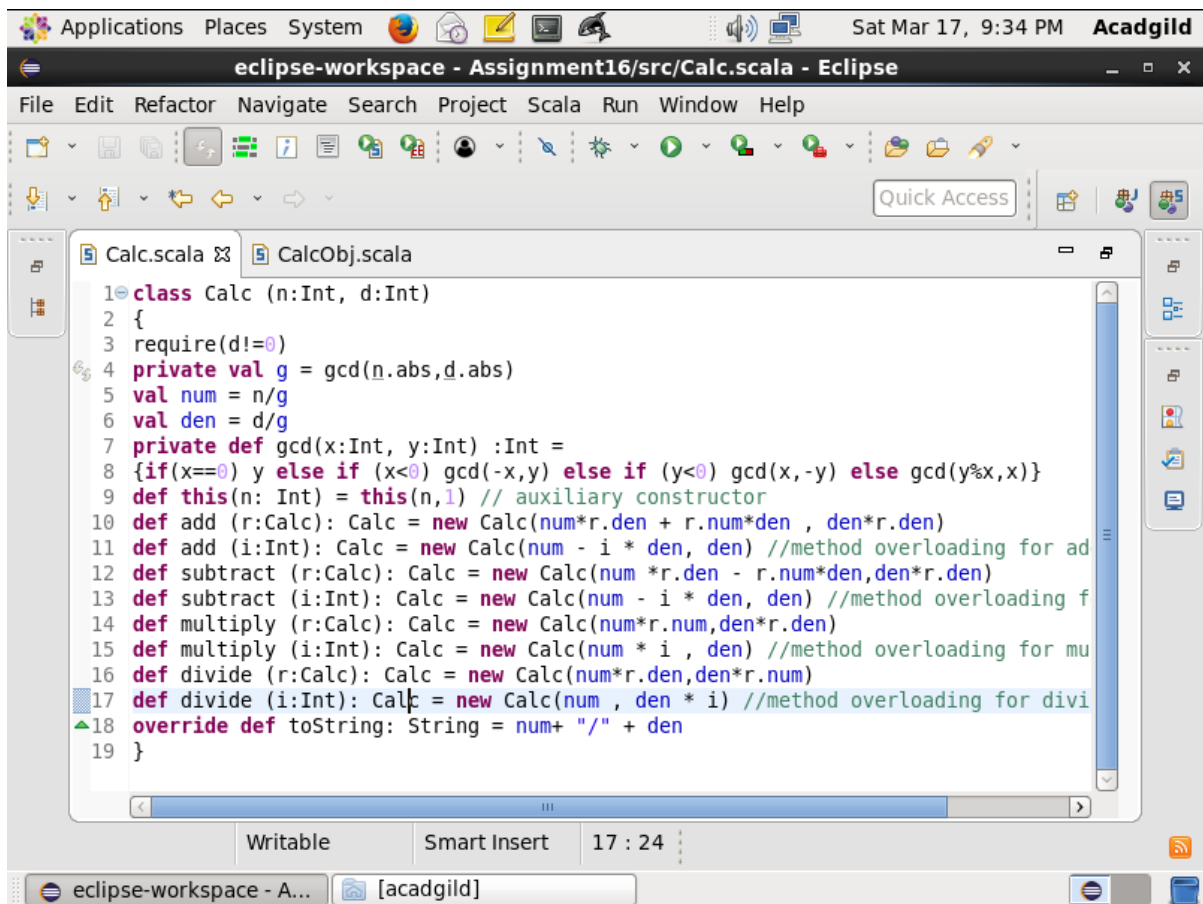 Applications Places System Sat Mar 17, 9:34 PM Acadgild
eclipse-workspace - Assignment16/src/Calc.scala - Eclipse
File Edit Refactor Navigate Search Project Scala Run Window Help
Quick Access
Calc.scala CalcObj.scala
1 class Calc (n:Int, d:Int)
2 {
3 require(d!=0)
4 private val g = gcd(n.abs,d.abs)
5 val num = n/g
6 val den = d/g
7 private def gcd(x:Int, y:Int) :Int =
8 {if(x==0) y else if (x<0) gcd(-x,y) else if (y<0) gcd(x,-y) else gcd(y%x,x)}
9 def this(n: Int) = this(n,1) // auxiliary constructor
10 def add (r:Calc): Calc = new Calc(num*r.den + r.num*den , den*r.den)
11 def add (i:Int): Calc = new Calc(num - i * den, den) //method overloading for ad
12 def subtract (r:Calc): Calc = new Calc(num *r.den - r.num*den,den*r.den)
13 def subtract (i:Int): Calc = new Calc(num - i * den, den) //method overloading f
14 def multiply (r:Calc): Calc = new Calc(num*r.num,den*r.den)
15 def multiply (i:Int): Calc = new Calc(num * i , den) //method overloading for mu
16 def divide (r:Calc): Calc = new Calc(num*r.den,den*r.num)
17 def divide (i:Int): Calc = new Calc(num , den * i) //method overloading for divi
18 override def toString: String = num+ "/" + den
19 }
Writable Smart Insert 17 : 24
eclipse-workspace - A... [acadgild]